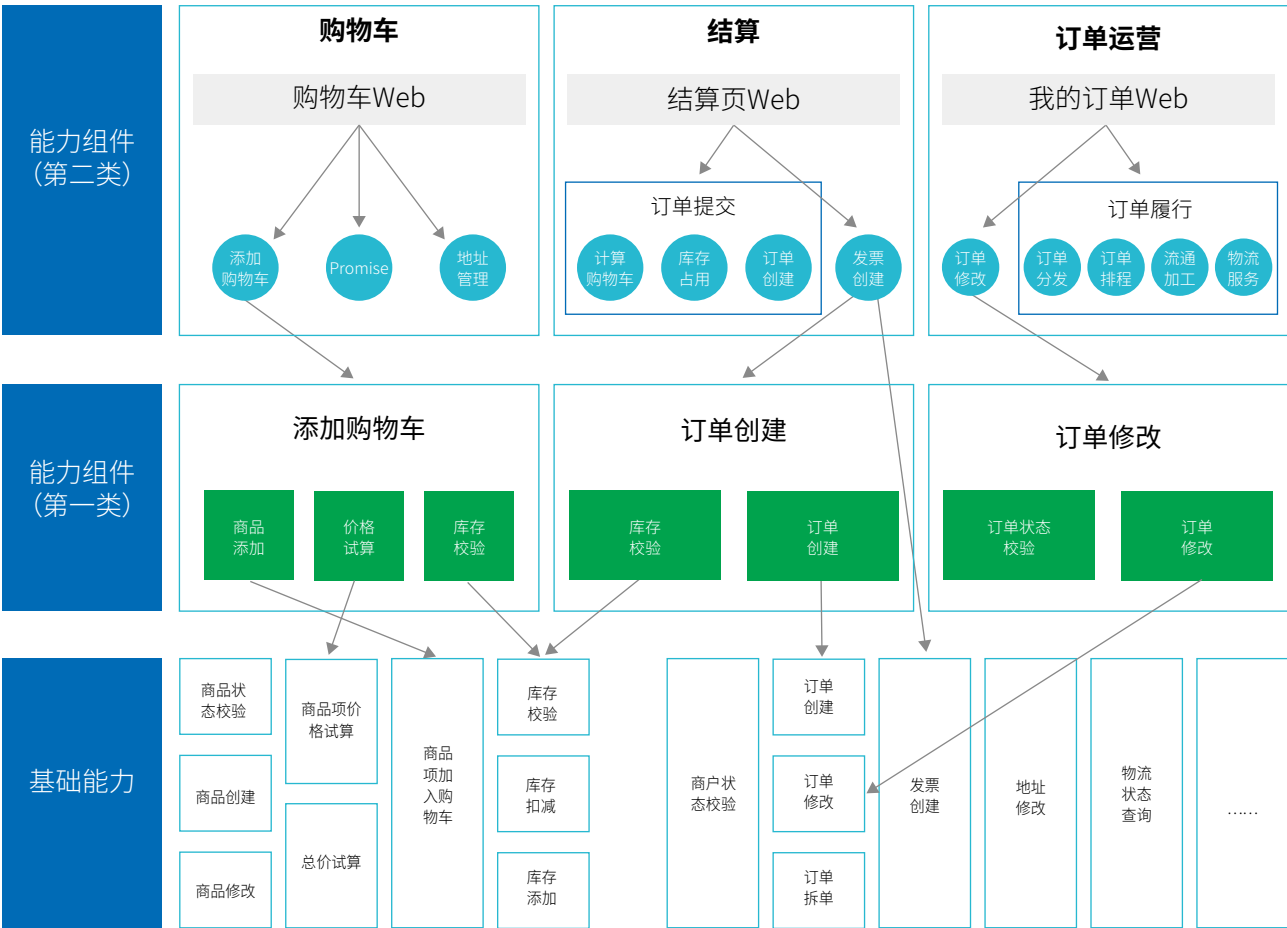 能力组件
(第二类)
购物车
购物车Web
添加
购物车
Promise
地址
管理
结算
结算页Web
订单提交
计算
购物车
库存
占用
订单
创建
发票
创建
订单运营
我的订单Web
订单
修改
订单履行
订单
分发
订单
排程
流通
加工
物流
服务
能力组件
(第一类)
添加购物车
商品
添加
价格
试算
库存
校验
订单创建
库存
校验
订单
创建
订单修改
订单状态
校验
订单
修改
基础能力
商品状
态校验
商品创建
商品修改
商品项价
格试算
总价试算
商品
项加
入购
物车
库存
校验
库存
扣减
库存
添加
商户状
态校验
订单
创建
订单
修改
订单
拆单
发票
创建
地址
修改
物流
状态
查询
……